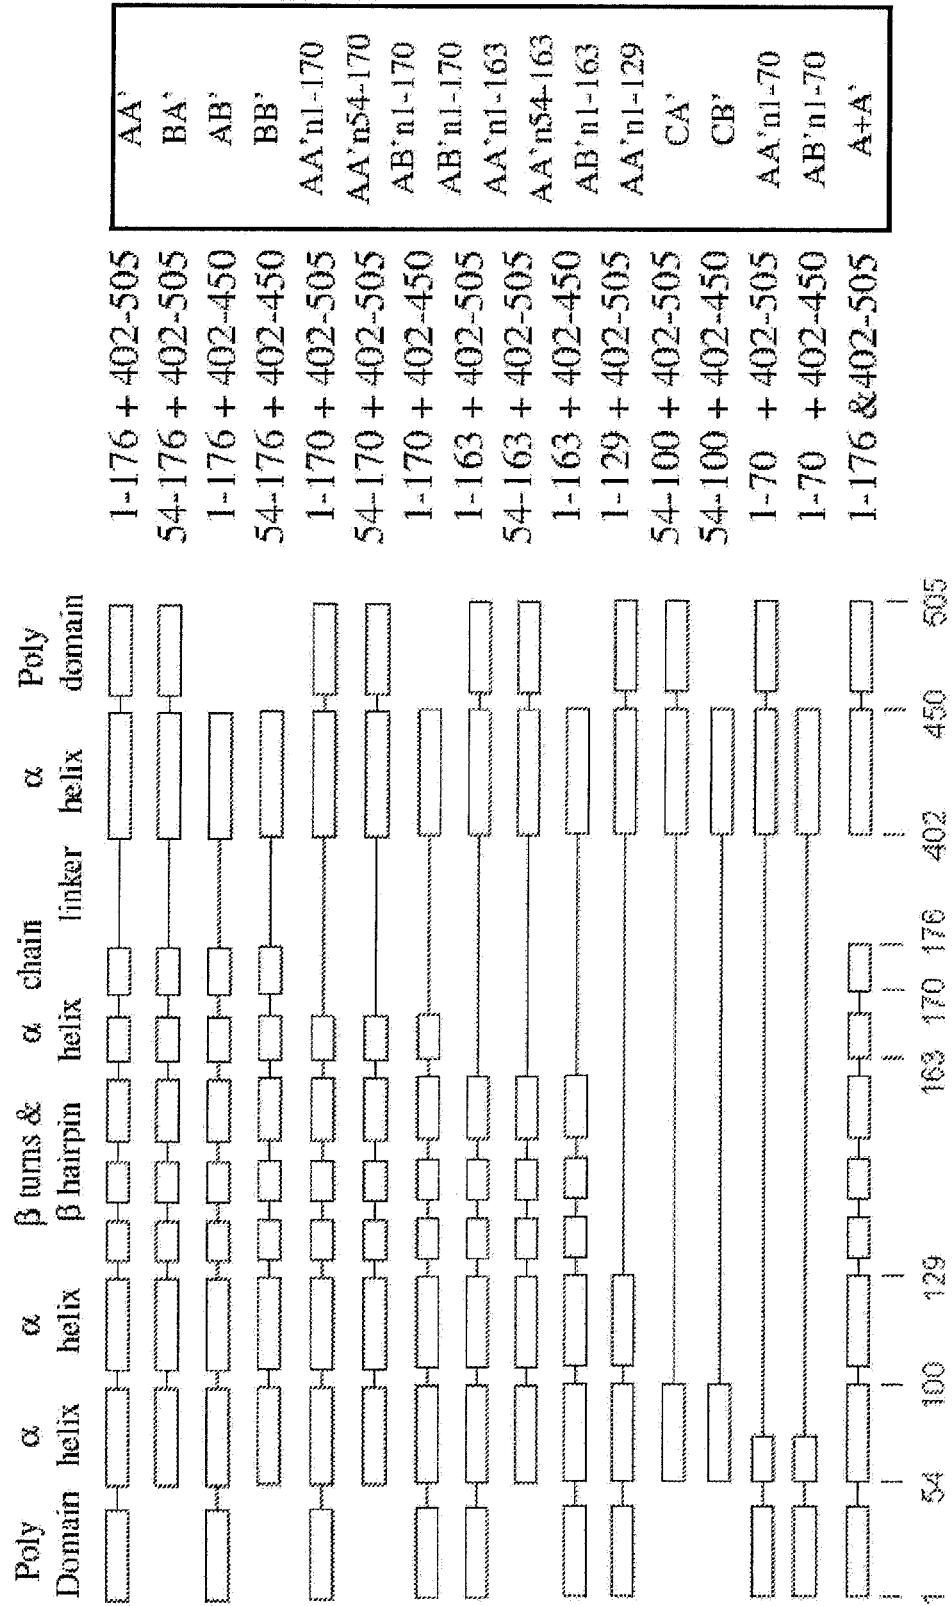 Poly α α β turns & α chain α Poly
Domain helix helix β hairpin helix linker helix domain
1-176 + 402-505
54-176 + 402-505
1-176 + 402-450
54-176 + 402-450
1-170 + 402-505
54-170 + 402-505
1-170 + 402-450
1-163 + 402-505
54-163 + 402-505
1-163 + 402-450
1-129 + 402-505
54-100 + 402-505
54-100 + 402-450
1-70 + 402-505
1-70 + 402-450
1-176 &402-505
AA'
BA'
AB'
BB'
AA'n1-170
AA'n54-170
AB'n1-170
AB'n1-170
AA'n1-163
AA'n54-163
AB'n1-163
AA'n1-129
CA'
CB'
AA'n1-70
AB'n1-70
A+A'
1 54 100 129 163 170 176 402 450 505